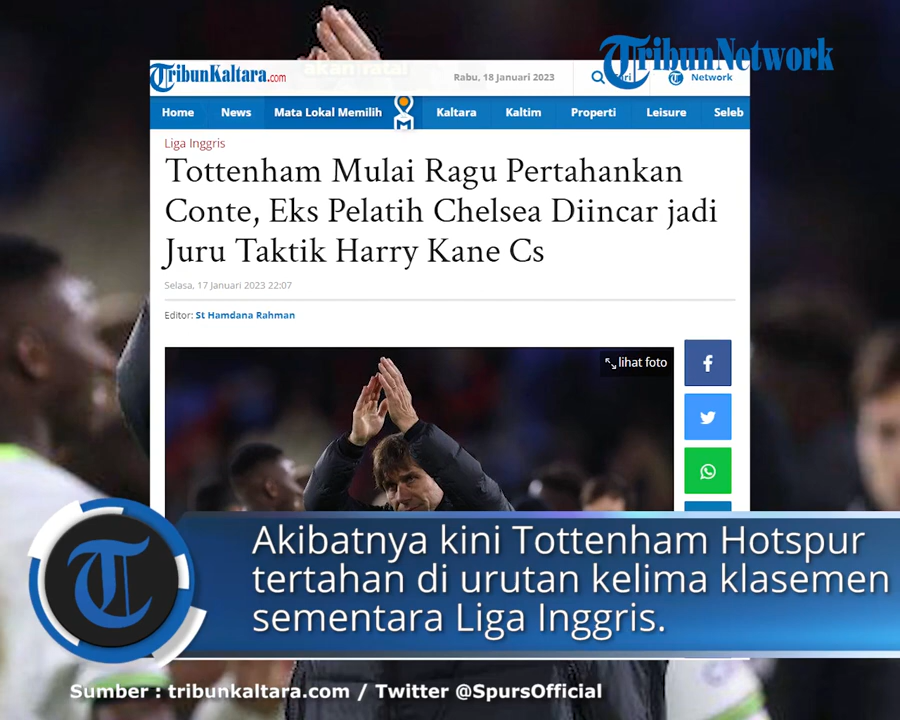 TribunNetwork
akan fatal
TribunKaltara.com
Rabu, 18 Januari 2023
Cari
Network
Home News Mata Lokal Memilih Kaltara Kaltim Properti Leisure Seleb
Liga Inggris
Tottenham Mulai Ragu Pertahankan
Conte, Eks Pelatih Chelsea Diincar jadi
Juru Taktik Harry Kane Cs
Selasa, 17 Januari 2023 22:07
Editor: St Hamdana Rahman
lihat foto
Akibatnya kini Tottenham Hotspur
tertahan di urutan kelima klasemen
sementara Liga Inggris.
Sumber : tribunkaltara.com / Twitter @SpursOfficial